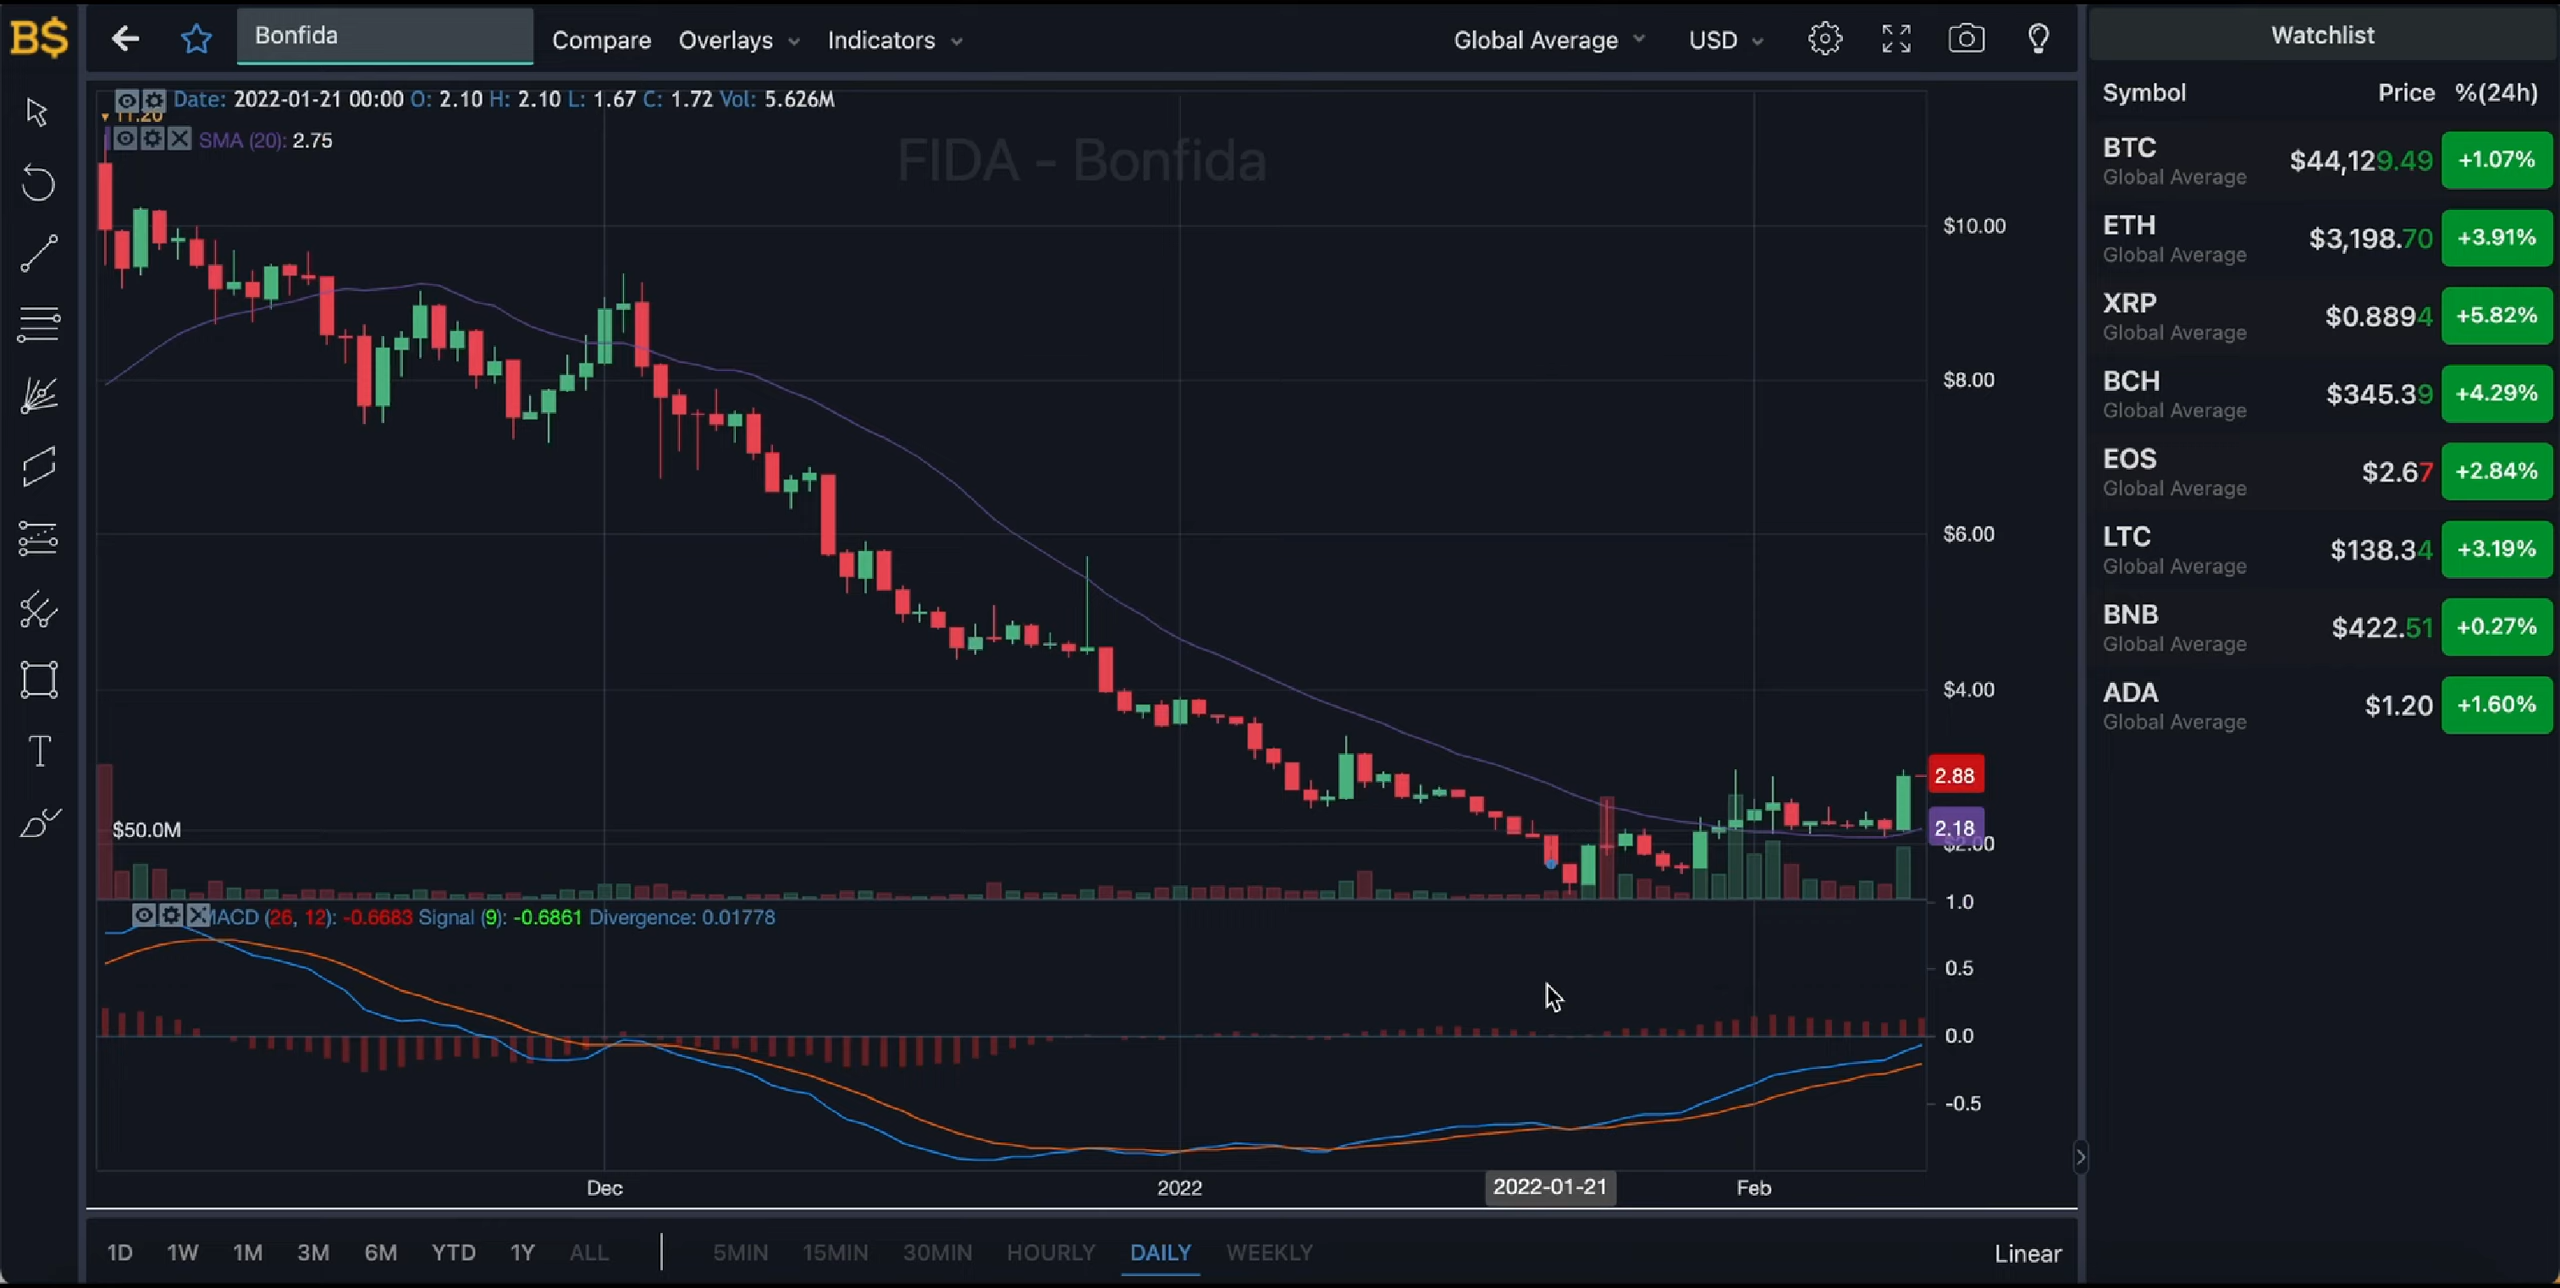 B$
Bonfida
Compare Overlays Indicators
Global Average USD
Date: 2022-01-21 00:00 O: 2.10 H: 2.10 L: 1.67 C: 1.72 Vol: 5.626M
11.20
SMA (20): 2.75
FIDA - Bonfida
$10.00
$8.00
$6.00
$4.00
2.88
2.18
$2.00
$50.0M
1.0
MACD (26, 12): -0.6683 Signal (9): -0.6861 Divergence: 0.01778
0.5
0.0
-0.5
Dec 2022 2022-01-21 Feb
1D 1W 1M 3M 6M YTD 1Y ALL 5MIN 15MIN 30MIN HOURLY DAILY WEEKLY Linear
Watchlist
Symbol Price %(24h)
BTC $44,129.49 +1.07%
Global Average
ETH $3,198.70 +3.91%
Global Average
XRP $0.8894 +5.82%
Global Average
BCH $345.39 +4.29%
Global Average
EOS $2.67 +2.84%
Global Average
LTC $138.34 +3.19%
Global Average
BNB $422.51 +0.27%
Global Average
ADA $1.20 +1.60%
Global Average